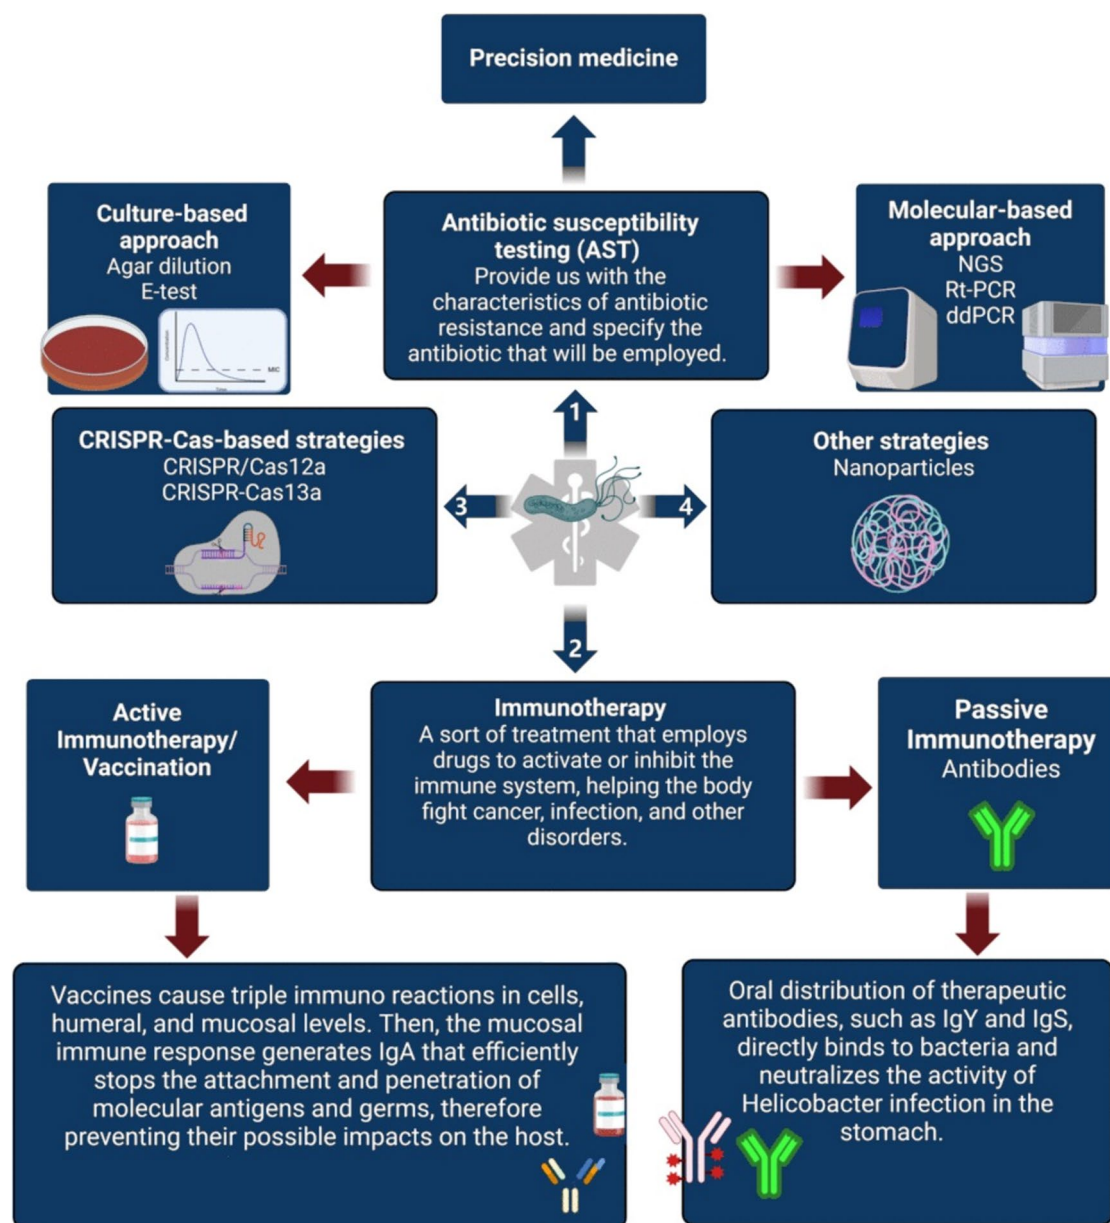 Precision medicine
Culture-based
approach
Agar dilution
E-test
Concentration
MIC
Time
Antibiotic susceptibility
testing (AST)
Provide us with the
characteristics of antibiotic
resistance and specify the
antibiotic that will be employed.
Molecular-based
approach
NGS
Rt-PCR
ddPCR
1
CRISPR-Cas-based strategies
CRISPR/Cas12a
CRISPR-Cas13a
3
4
Other strategies
Nanoparticles
2
Active
Immunotherapy/
Vaccination
Immunotherapy
A sort of treatment that employs
drugs to activate or inhibit the
immune system, helping the body
fight cancer, infection, and other
disorders.
Passive
Immunotherapy
Antibodies
Vaccines cause triple immuno reactions in cells,
humeral, and mucosal levels. Then, the mucosal
immune response generates IgA that efficiently
stops the attachment and penetration of
molecular antigens and germs, therefore
preventing their possible impacts on the host.
Oral distribution of therapeutic
antibodies, such as IgY and IgS,
directly binds to bacteria and
neutralizes the activity of
Helicobacter infection in the
stomach.